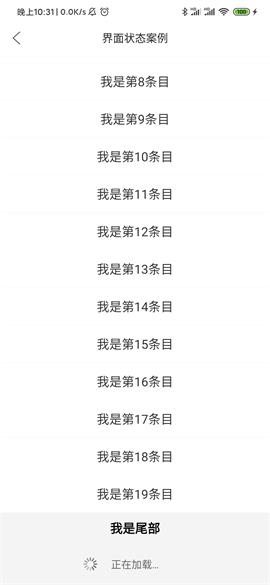 晚上10:31 | 0.0K/s
100
界面状态案例
我是第8条目
我是第9条目
我是第10条目
我是第11条目
我是第12条目
我是第13条目
我是第14条目
我是第15条目
我是第16条目
我是第17条目
我是第18条目
我是第19条目
我是尾部
正在加载...